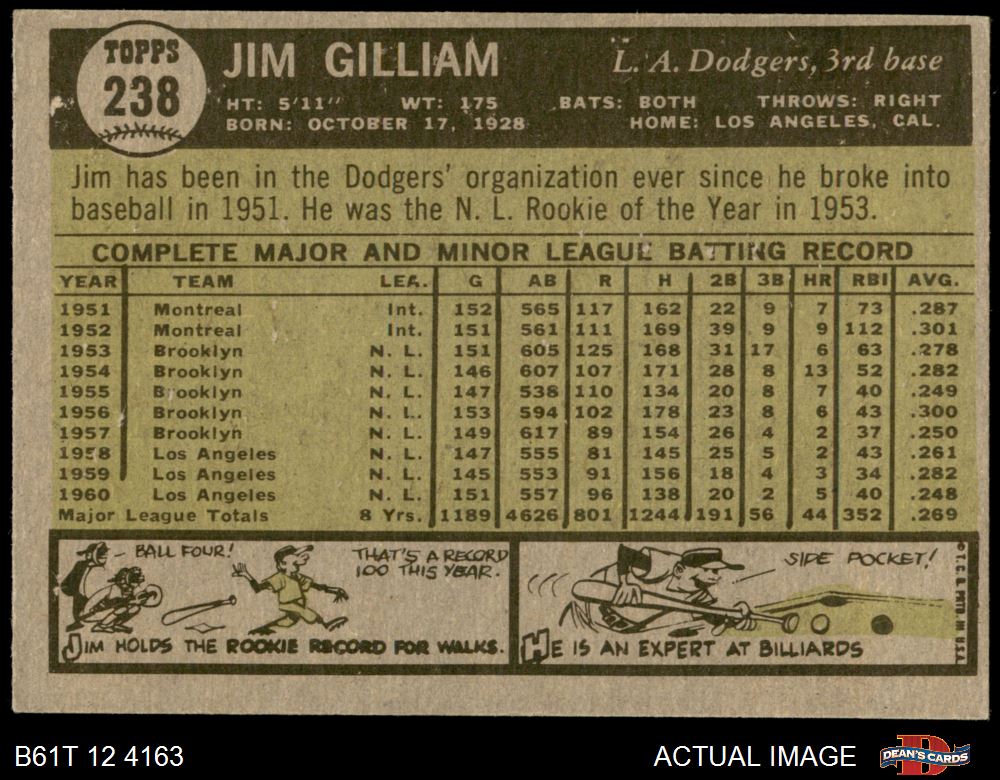 TOPPS
238
JIM GILLIAM
L. A. Dodgers, 3rd base
HT: 5'11" WT: 175 BATS: BOTH THROWS: RIGHT
BORN: OCTOBER 17, 1928 HOME: LOS ANGELES, CAL.
Jim has been in the Dodgers' organization ever since he broke into
baseball in 1951. He was the N. L. Rookie of the Year in 1953.
COMPLETE MAJOR AND MINOR LEAGUE BATTING RECORD
YEAR TEAM LEA. G AB R H 2B 3B HR RBI AVG.
1951 Montreal Int. 152 565 117 162 22 9 7 73 .287
1952 Montreal Int. 151 561 111 169 39 9 9 112 .301
1953 Brooklyn N. L. 151 605 125 168 31 17 6 63 .278
1954 Brooklyn N. L. 146 607 107 171 28 8 13 52 .282
1955 Brooklyn N. L. 147 538 110 134 20 8 7 40 .249
1956 Brooklyn N. L. 153 594 102 178 23 8 6 43 .300
1957 Brooklyn N. L. 149 617 89 154 26 4 2 37 .250
1958 Los Angeles N. L. 147 555 81 145 25 5 2 43 .261
1959 Los Angeles N. L. 145 553 91 156 18 4 3 34 .282
1960 Los Angeles N. L. 151 557 96 138 20 2 5 40 .248
Major League Totals 8 Yrs. 1189 4626 801 1244 191 56 44 352 .269
BALL FOUR!
THAT'S A RECORD
100 THIS YEAR.
JIM HOLDS THE ROOKIE RECORD FOR WALKS.
SIDE POCKET!
HE IS AN EXPERT AT BILLIARDS
© T.C.G. PRTD. IN U.S.A.
B61T 12 4163
ACTUAL IMAGE
DEAN'S CARDS